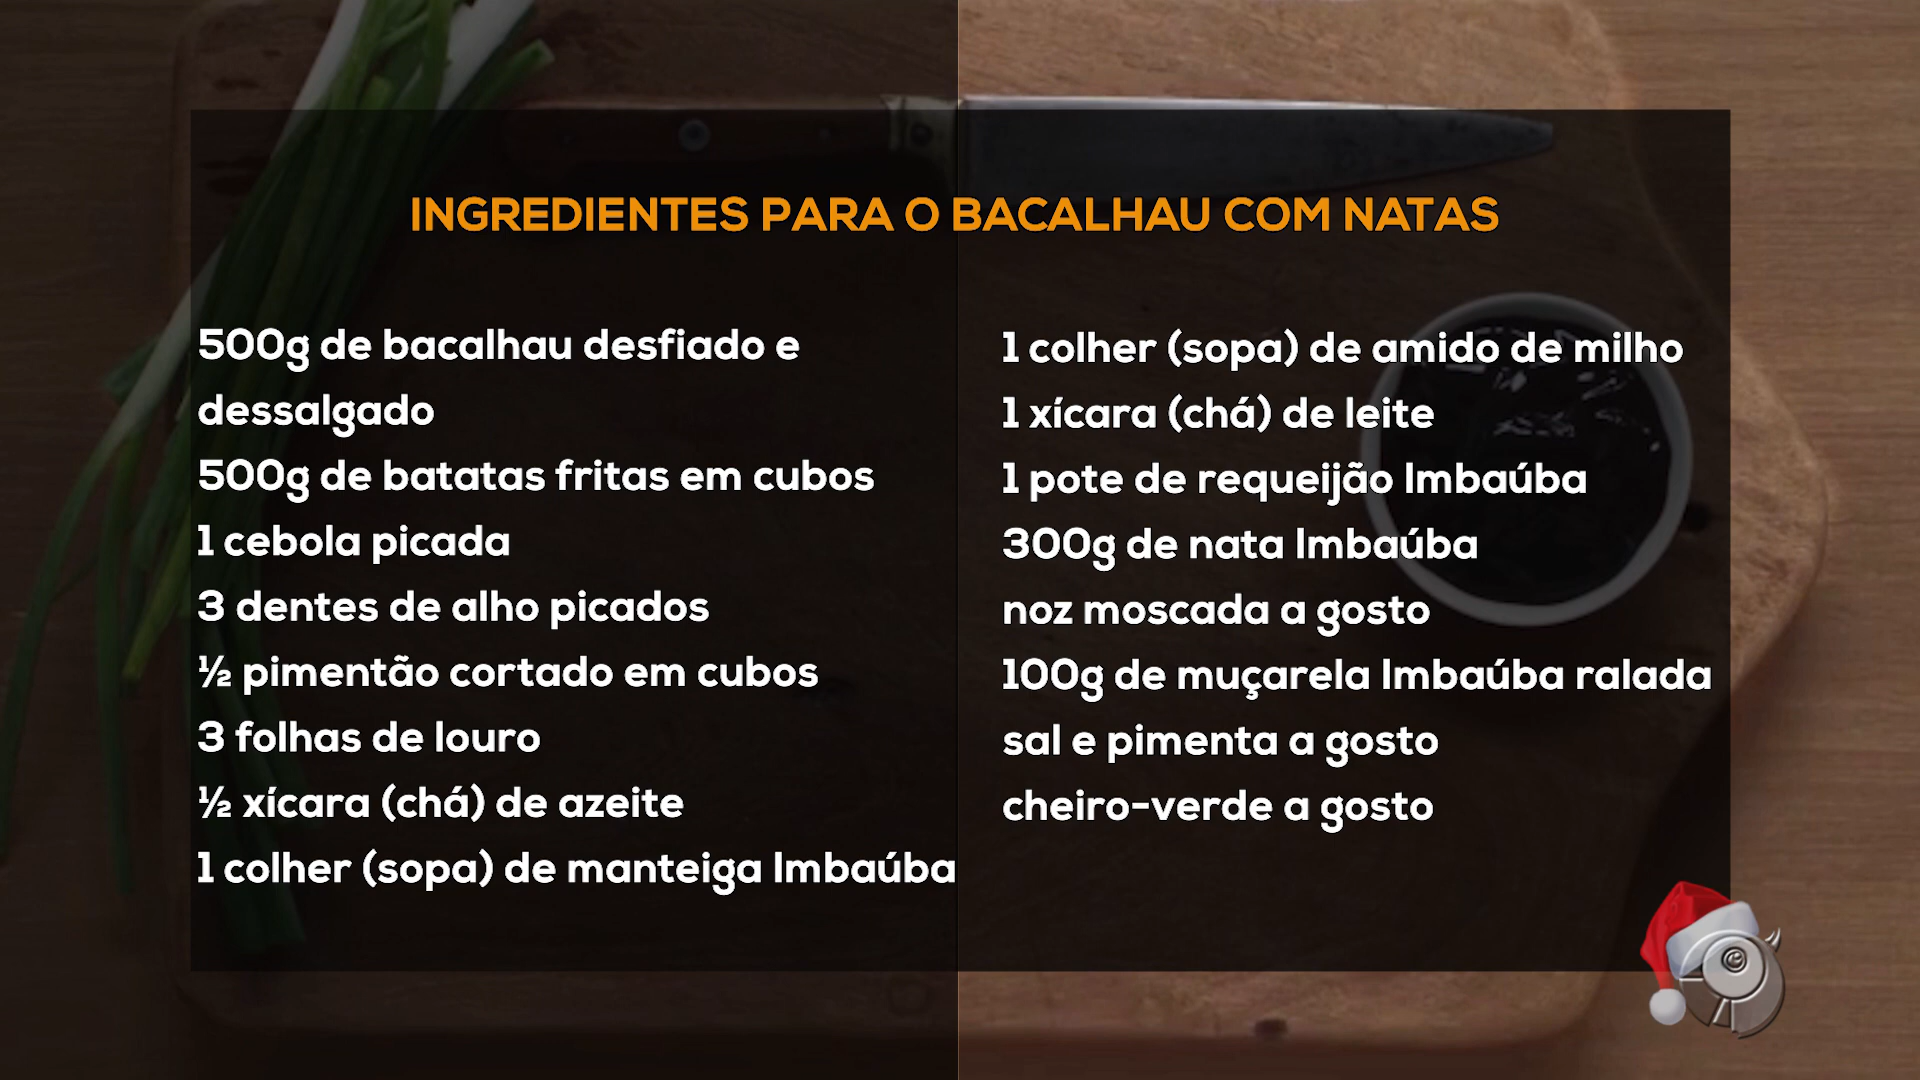 INGREDIENTES PARA O BACALHAU COM NATAS
500g de bacalhau desfiado e
dessalgado
500g de batatas fritas em cubos
1 cebola picada
3 dentes de alho picados
½ pimentão cortado em cubos
3 folhas de louro
½ xícara (chá) de azeite
1 colher (sopa) de manteiga Imbaúba
1 colher (sopa) de amido de milho
1 xícara (chá) de leite
1 pote de requeijão Imbaúba
300g de nata Imbaúba
noz moscada a gosto
100g de muçarela Imbaúba ralada
sal e pimenta a gosto
cheiro-verde a gosto